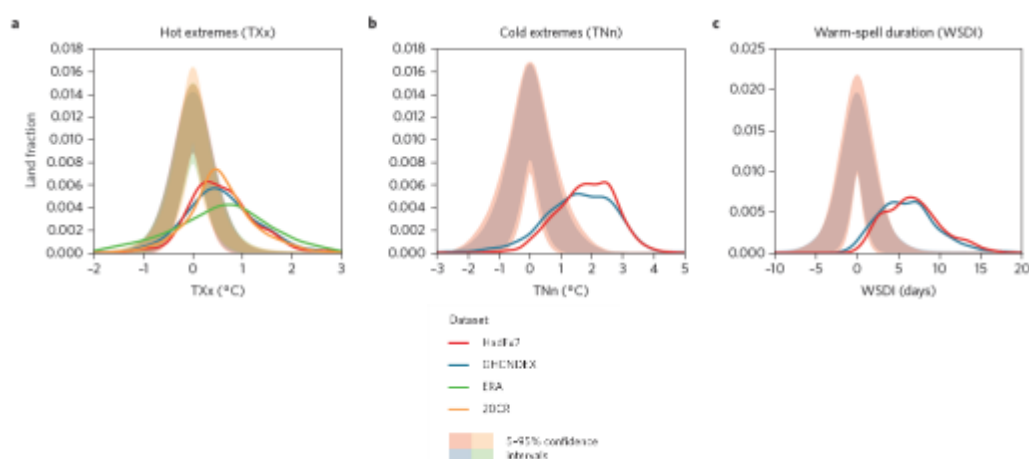 a Hot extremes (TXx)
b Cold extremes (TNn)
c Warm-spell duration (WSDI)
Land fraction
0.018
0.016
0.014
0.012
0.010
0.008
0.006
0.004
0.002
0.000
-2 -1 0 1 2 3
TXx (°C)
0.018
0.016
0.014
0.012
0.010
0.008
0.006
0.004
0.002
0.000
-3 -2 -1 0 1 2 3 4 5
TNn (°C)
0.025
0.020
0.015
0.010
0.005
0.000
-10 -5 0 5 10 15 20
WSDI (days)
Dataset
GHCNDEX
ERA
20CR
5–95% confidence
intervals